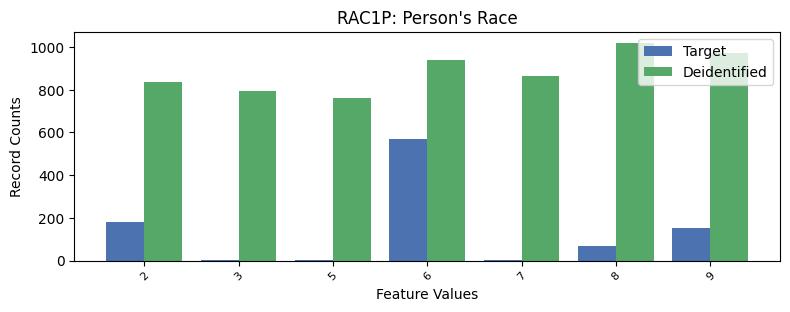 RAC1P: Person's Race
Target
Deidentified
Record Counts
1000
800
600
400
200
0
2 3 5 6 7 8 9
Feature Values